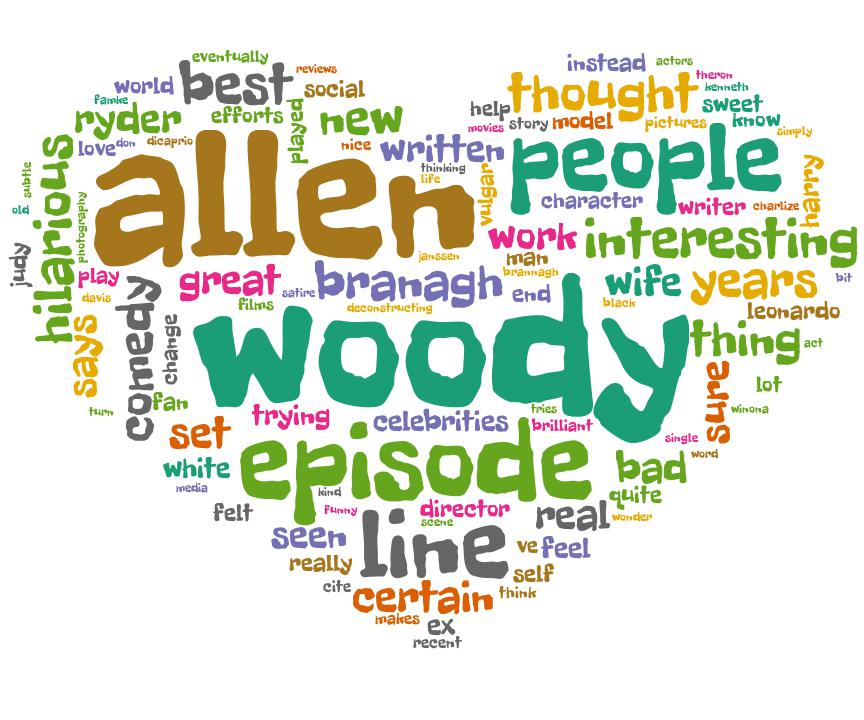 eventually
best
reviews
world
social
famke
ryder
efforts
played
new
love
don
dicaprio
nice
written
thinking
life
allen
hilarious
subtle
old
photography
judy
instead
actors
theron
thought
kenneth
help
sweet
movies
story
model
pictures
know
simply
people
vulgar
character
writer
charlize
harry
work
interesting
janssen
man
brannagh
play
great
satire
branagh
end
wife
years
bit
davis
films
deconstructing
black
leonardo
says
comedy
change
woody
thing
act
turn
fan
trying
celebrities
tries
brilliant
sure
lot
winona
single
word
set
white
media
episode
bad
quite
kind
felt
funny
director
scene
real
wonder
seen
line
ve
feel
really
self
cite
certain
think
makes
ex
recent